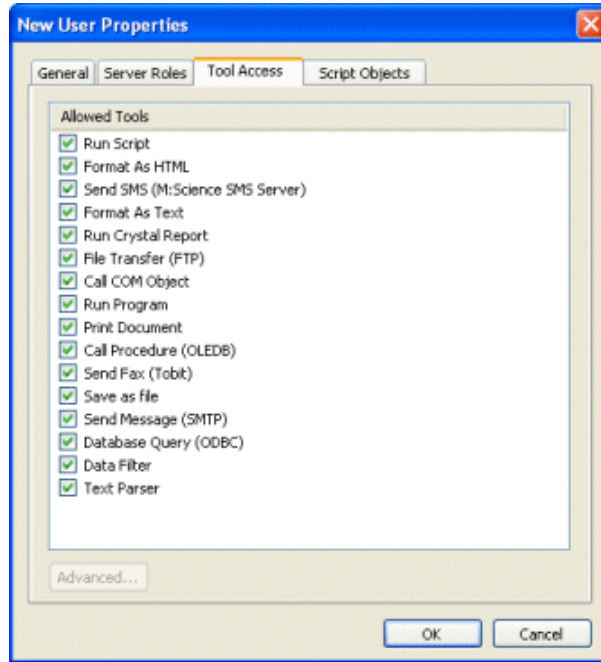 New User Properties
General Server Roles Tool Access Script Objects
Allowed Tools
Run Script
Format As HTML
Send SMS (M:Science SMS Server)
Format As Text
Run Crystal Report
File Transfer (FTP)
Call COM Object
Run Program
Print Document
Call Procedure (OLEDB)
Send Fax (Tobit)
Save as file
Send Message (SMTP)
Database Query (ODBC)
Data Filter
Text Parser
Advanced...
OK Cancel